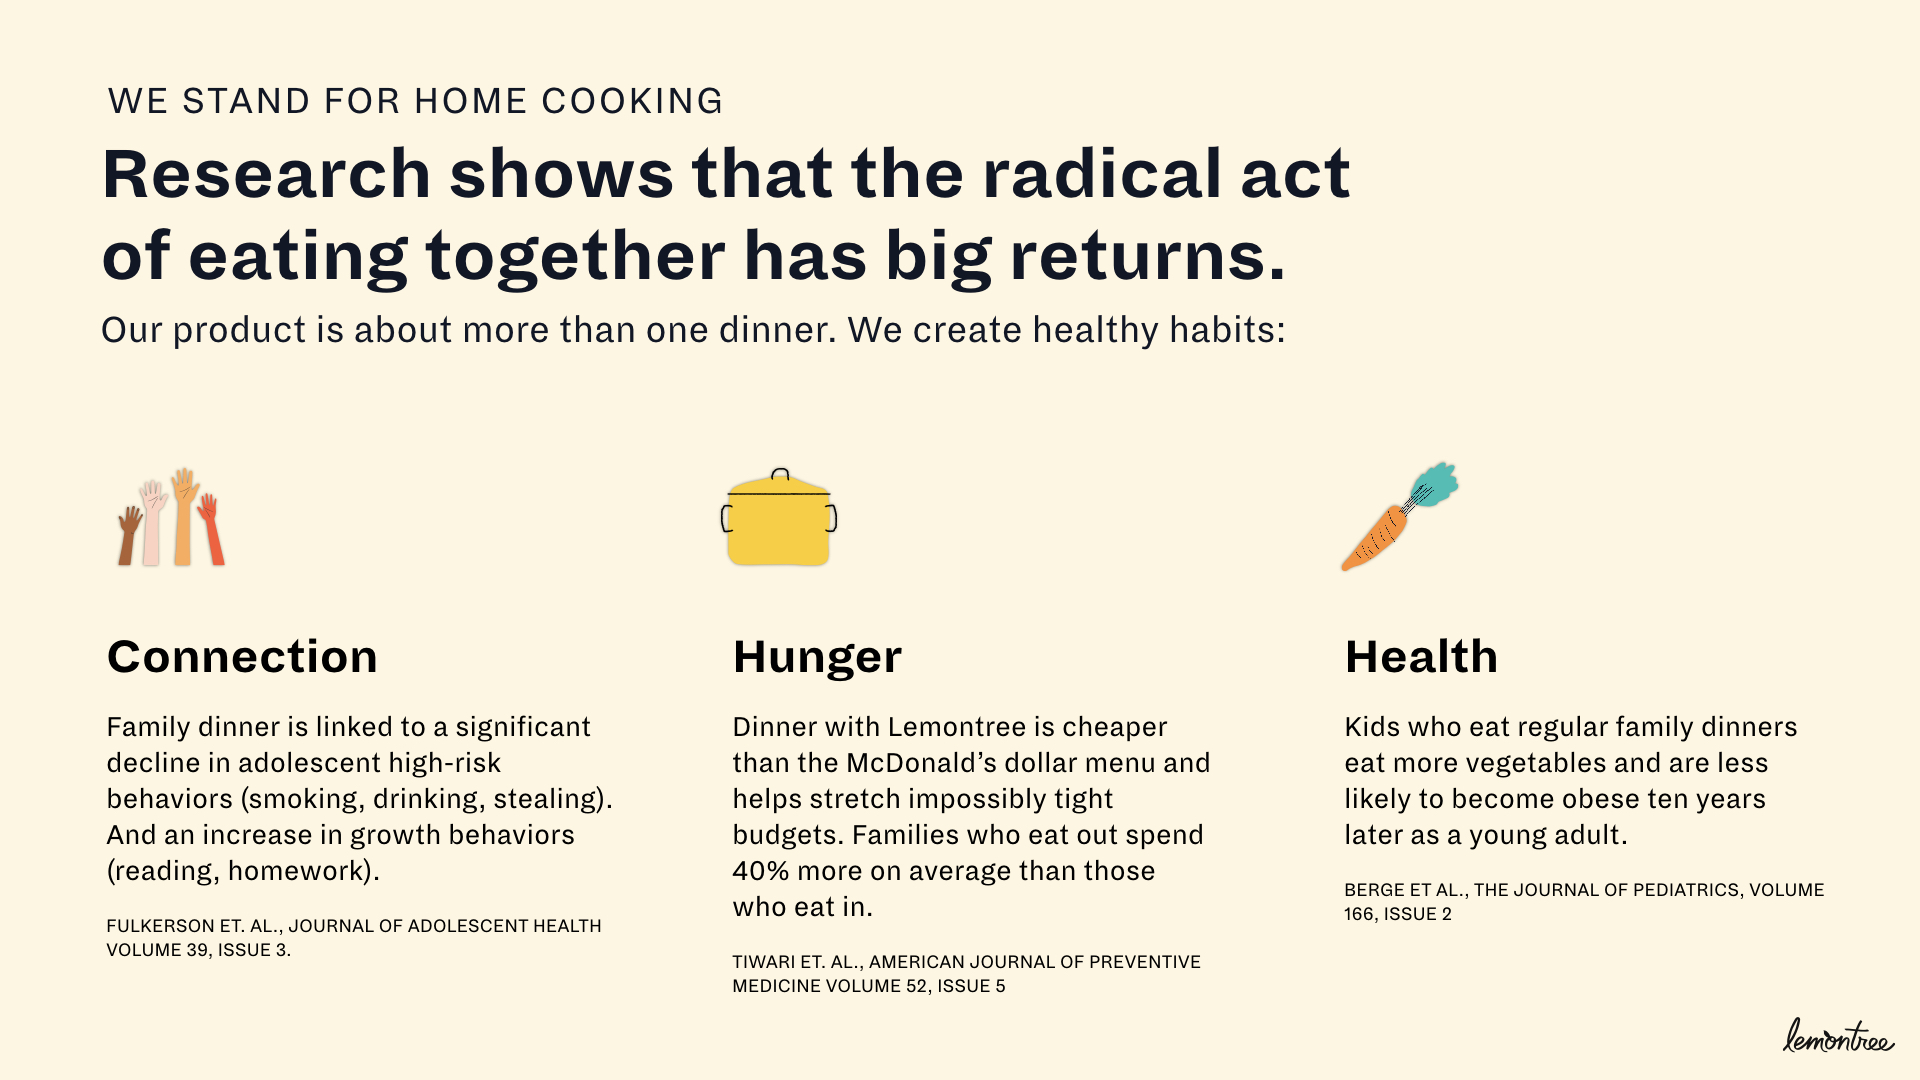 WE STAND FOR HOME COOKING
Research shows that the radical act
of eating together has big returns.
Our product is about more than one dinner. We create healthy habits:
Connection
Family dinner is linked to a significant
decline in adolescent high-risk
behaviors (smoking, drinking, stealing).
And an increase in growth behaviors
(reading, homework).
FULKERSON ET. AL., JOURNAL OF ADOLESCENT HEALTH
VOLUME 39, ISSUE 3.
Hunger
Dinner with Lemontree is cheaper
than the McDonald’s dollar menu and
helps stretch impossibly tight
budgets. Families who eat out spend
40% more on average than those
who eat in.
TIWARI ET. AL., AMERICAN JOURNAL OF PREVENTIVE
MEDICINE VOLUME 52, ISSUE 5
Health
Kids who eat regular family dinners
eat more vegetables and are less
likely to become obese ten years
later as a young adult.
BERGE ET AL., THE JOURNAL OF PEDIATRICS, VOLUME
166, ISSUE 2
lemontree